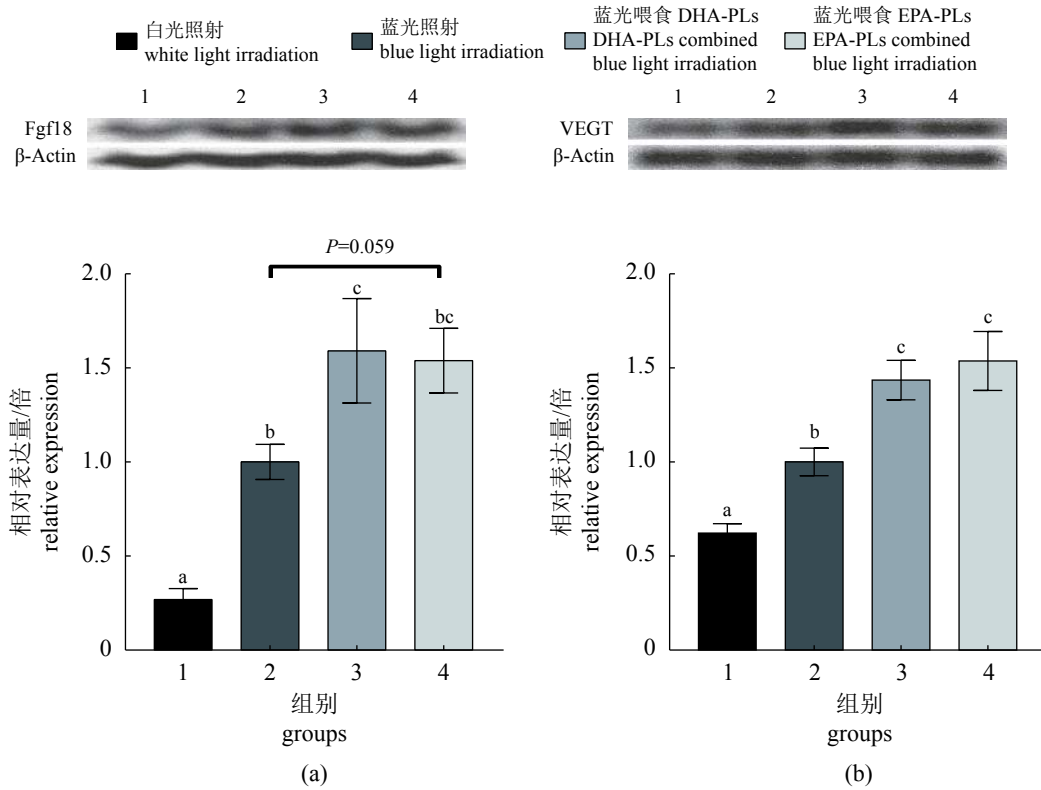 白光照射
white light irradiation
蓝光照射
blue light irradiation
蓝光喂食 DHA-PLs
DHA-PLs combined
blue light irradiation
蓝光喂食 EPA-PLs
EPA-PLs combined
blue light irradiation
1 2 3 4
Fgf18
β-Actin
1 2 3 4
VEGT
β-Actin
P=0.059
2.0
1.5
1.0
0.5
0
相对表达量/倍
relative expression
a
b
c
bc
1 2 3 4
组别
groups
(a)
2.0
1.5
1.0
0.5
0
相对表达量/倍
relative expression
a
b
c
c
1 2 3 4
组别
groups
(b)